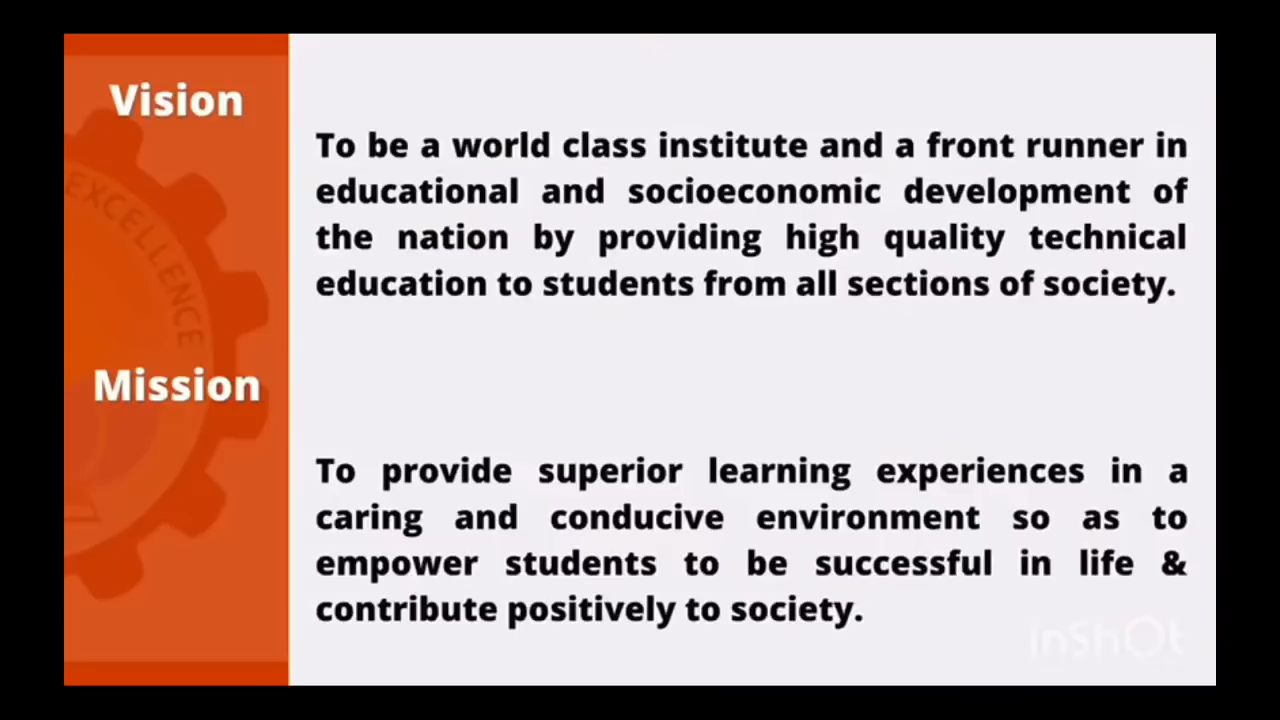 Vision
To be a world class institute and a front runner in
educational and socioeconomic development of
the nation by providing high quality technical
education to students from all sections of society.
EXCELLENCE
Mission
To provide superior learning experiences in a
caring and conducive environment so as to
empower students to be successful in life &
contribute positively to society.
InShOt